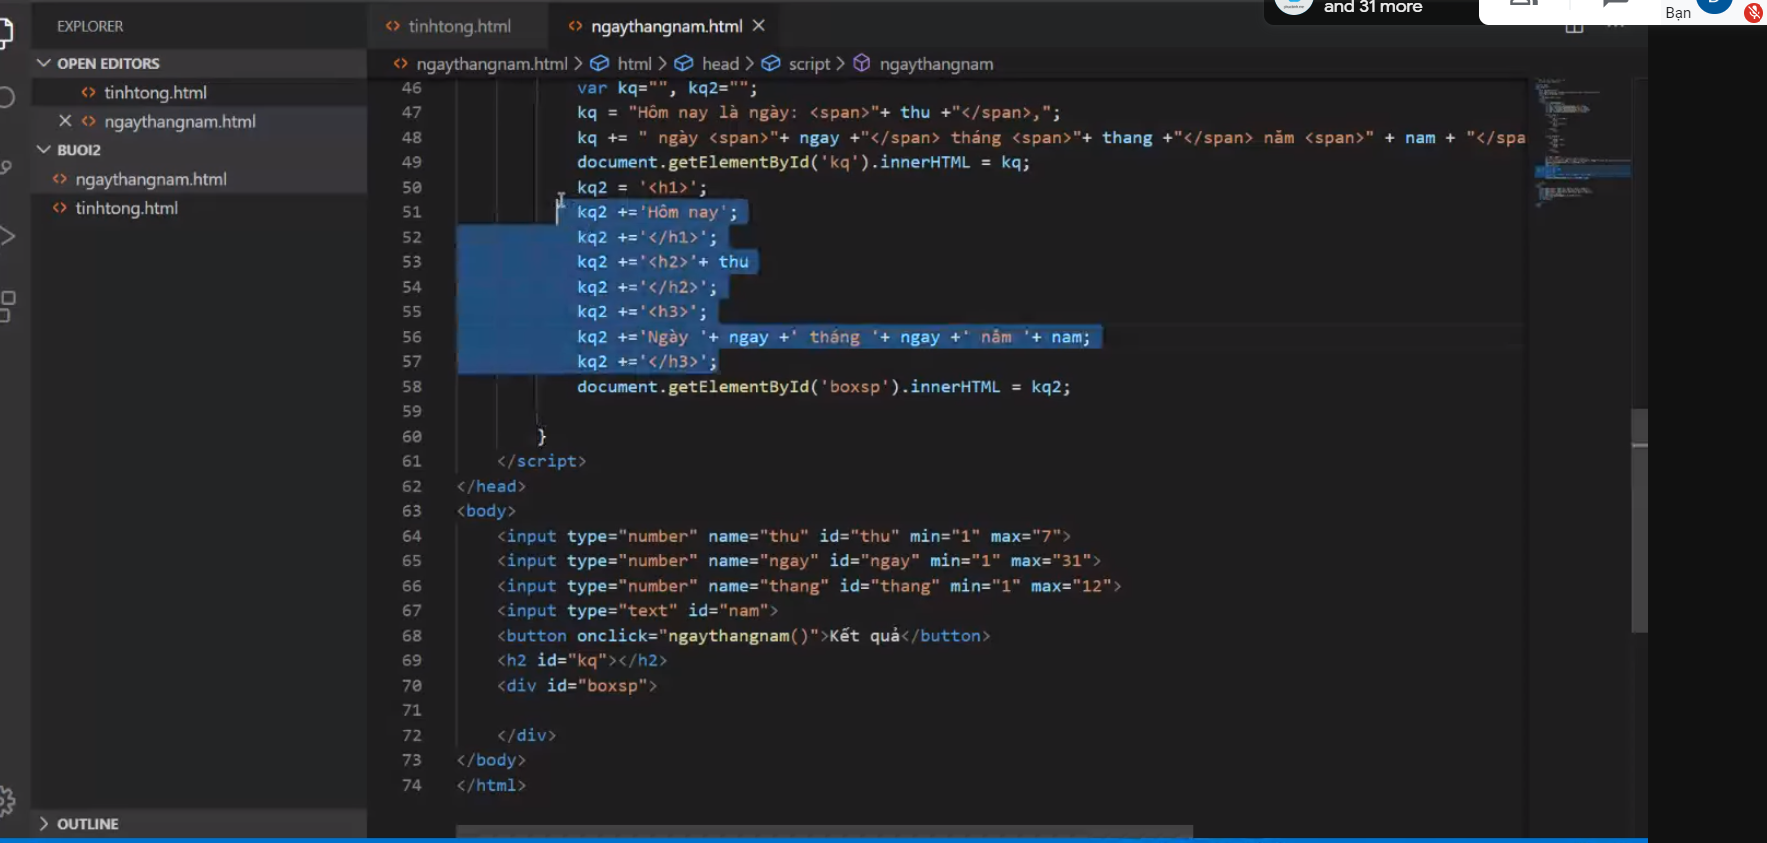 and 31 more
Bạn
EXPLORER
tinhtong.html
ngaythangnam.html
OPEN EDITORS
tinhtong.html
ngaythangnam.html
BUOI2
ngaythangnam.html
tinhtong.html
OUTLINE
ngaythangnam.html > html > head > script > ngaythangnam
46 var kq="", kq2="";
47 kq = "Hôm nay là ngày: <span>"+ thu +"</span>,";
48 kq += " ngày <span>"+ ngay +"</span> tháng <span>"+ thang +"</span> năm <span>" + nam + "</spa
49 document.getElementById('kq').innerHTML = kq;
50 kq2 = '<h1>';
51 kq2 +='Hôm nay';
52 kq2 +='</h1>';
53 kq2 +='<h2>'+ thu
54 kq2 +='</h2>';
55 kq2 +='<h3>';
56 kq2 +='Ngày '+ ngay +' tháng '+ ngay +' năm '+ nam;
57 kq2 +='</h3>';
58 document.getElementById('boxsp').innerHTML = kq2;
59
60 }
61 </script>
62 </head>
63 <body>
64 <input type="number" name="thu" id="thu" min="1" max="7">
65 <input type="number" name="ngay" id="ngay" min="1" max="31">
66 <input type="number" name="thang" id="thang" min="1" max="12">
67 <input type="text" id="nam">
68 <button onclick="ngaythangnam()">Kết quả</button>
69 <h2 id="kq"></h2>
70 <div id="boxsp">
71
72 </div>
73 </body>
74 </html>